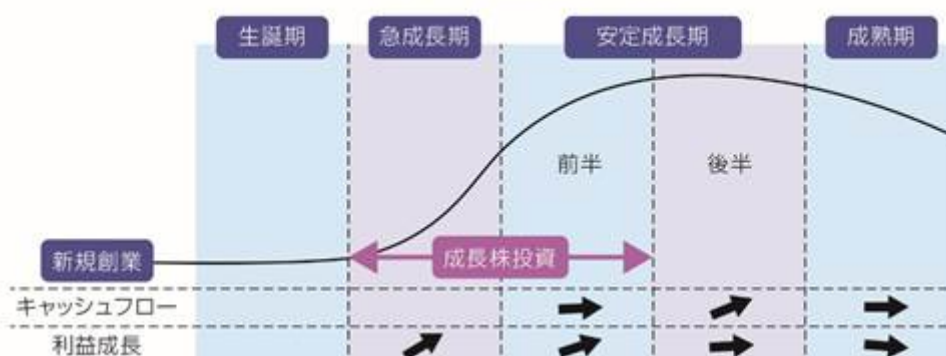 生誕期 急成長期 安定成長期 成熟期
前半 後半
新規創業 成長株投資
キャッシュフロー
利益成長